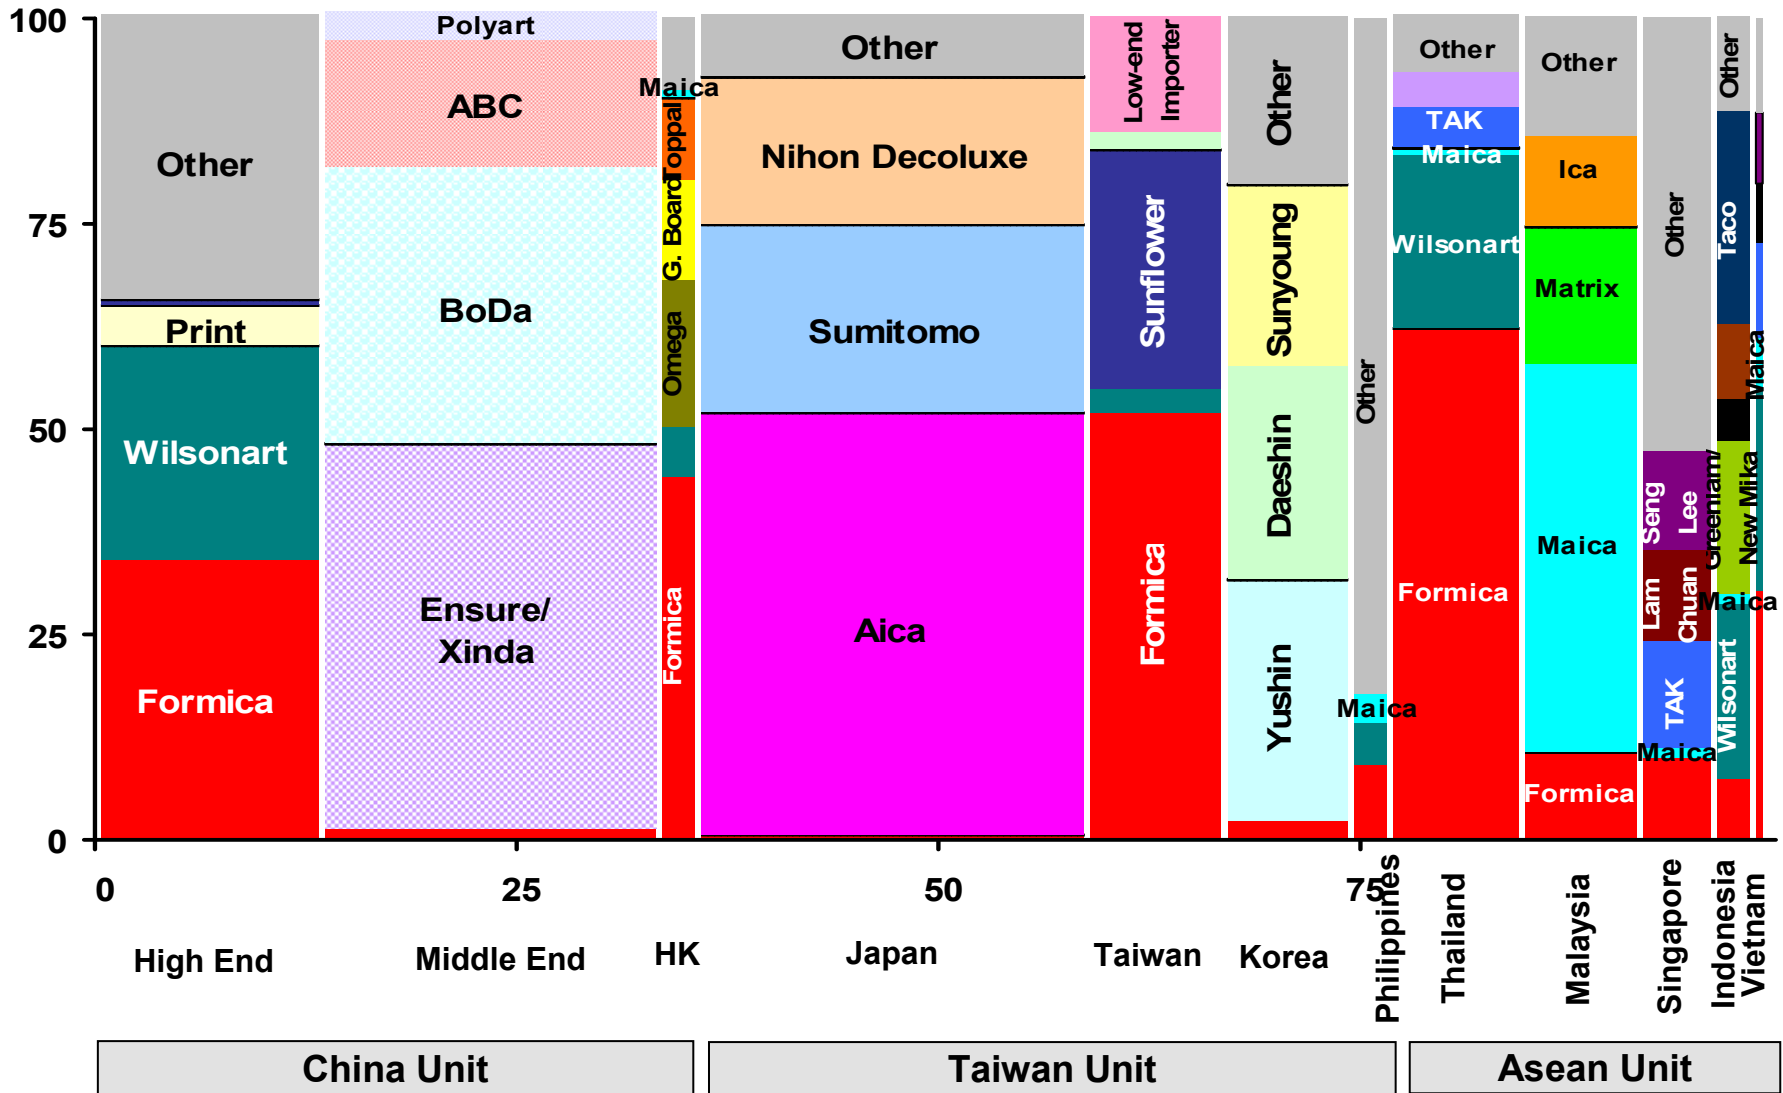 100
75
50
25
0
0
25
50
75
Other
Print
Wilsonart
Formica
Polyart
ABC
BoDa
Ensure/
Xinda
Maica
Toppal
G. Board
Omega
Formica
Other
Nihon Decoluxe
Sumitomo
Aica
Low-end
Importer
Sunflower
Formica
Other
Sunyoung
Daeshin
Yushin
Other
Maica
Other
TAK
Maica
Wilsonart
Formica
Other
Ica
Matrix
Maica
Formica
Other
Seng
Lee
Lam
Chuan
TAK
Maica
Other
Taco
Greenlam/
New Mika
Maica
Wilsonart
Maica
High End
Middle End
HK
Japan
Taiwan
Korea
Philippines
Thailand
Malaysia
Singapore
Indonesia
Vietnam
China Unit
Taiwan Unit
Asean Unit